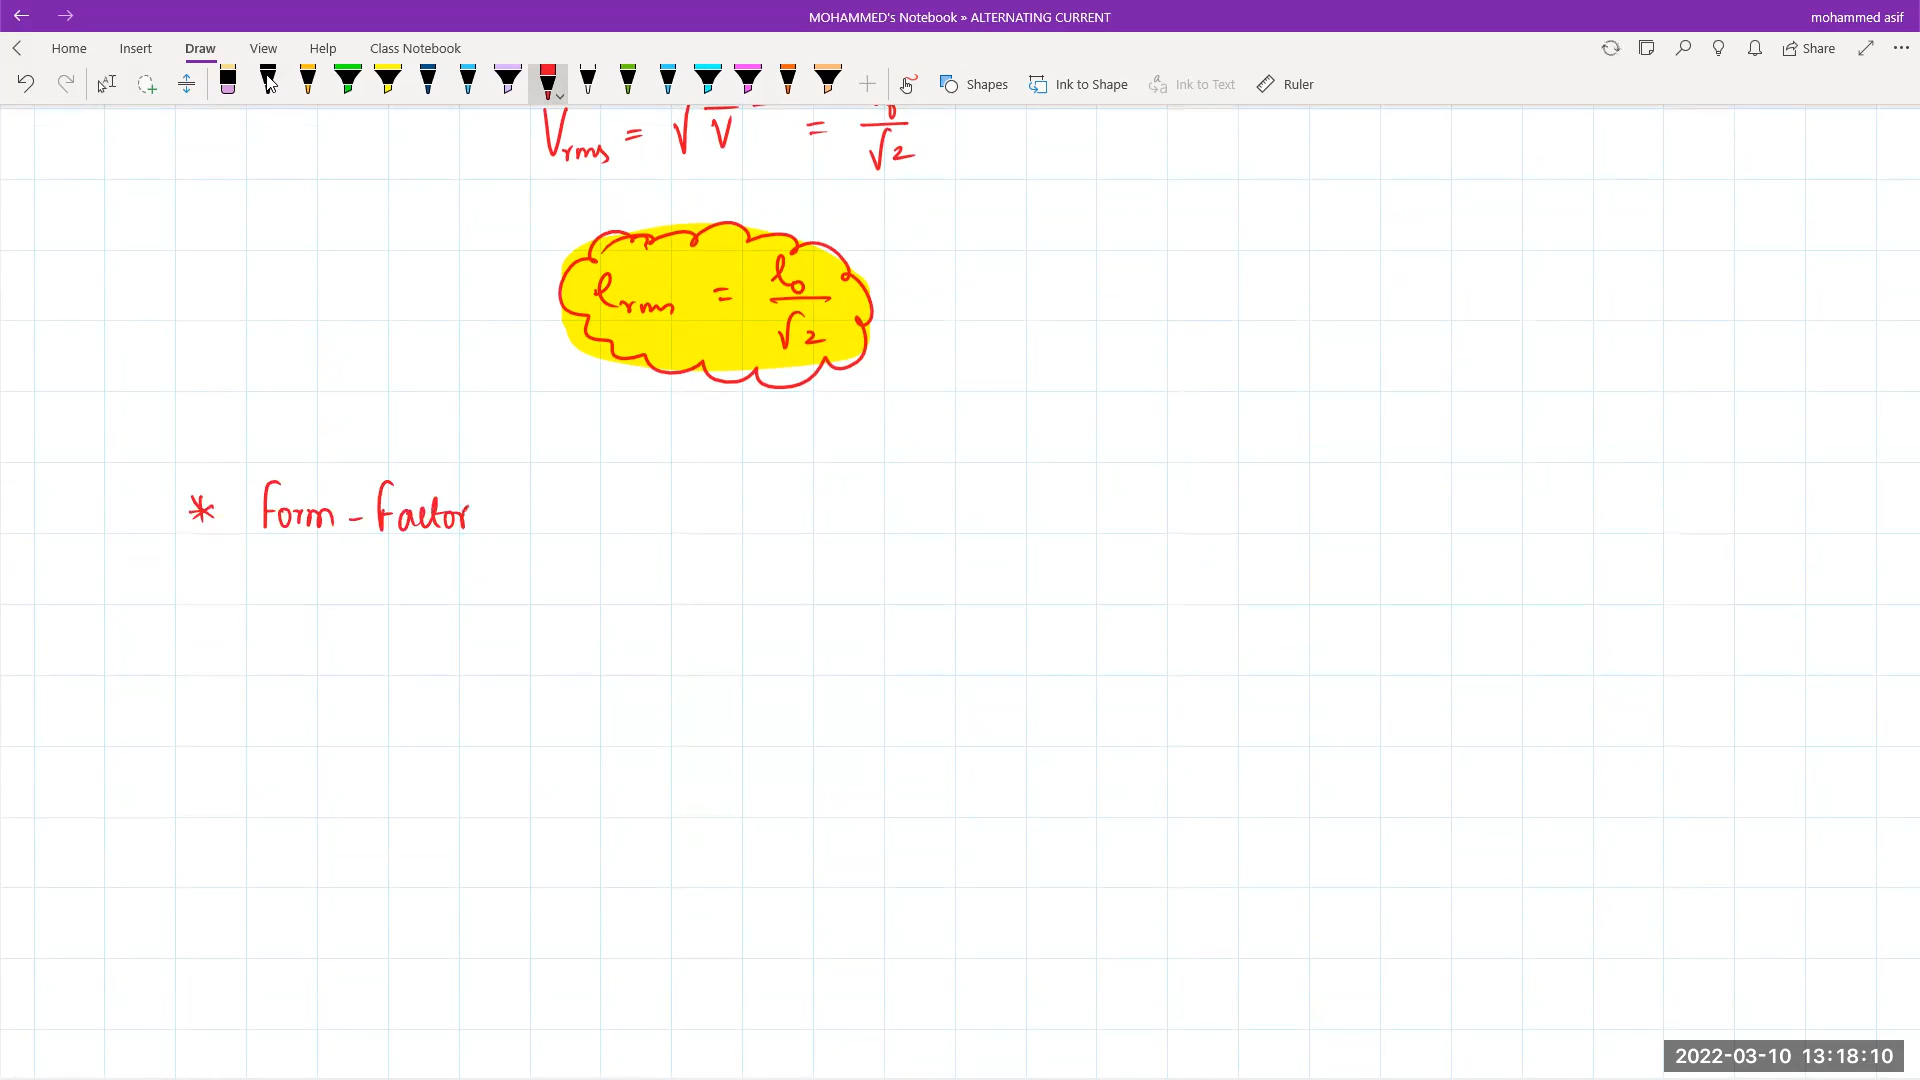 MOHAMMED's Notebook » ALTERNATING CURRENT
mohammed asif
Home Insert Draw View Help Class Notebook Share
Shapes Ink to Shape Ink to Text Ruler
Vrms = √V = /√2
erms = e0/√2
* Form - Factor
2022-03-10 13:18:10